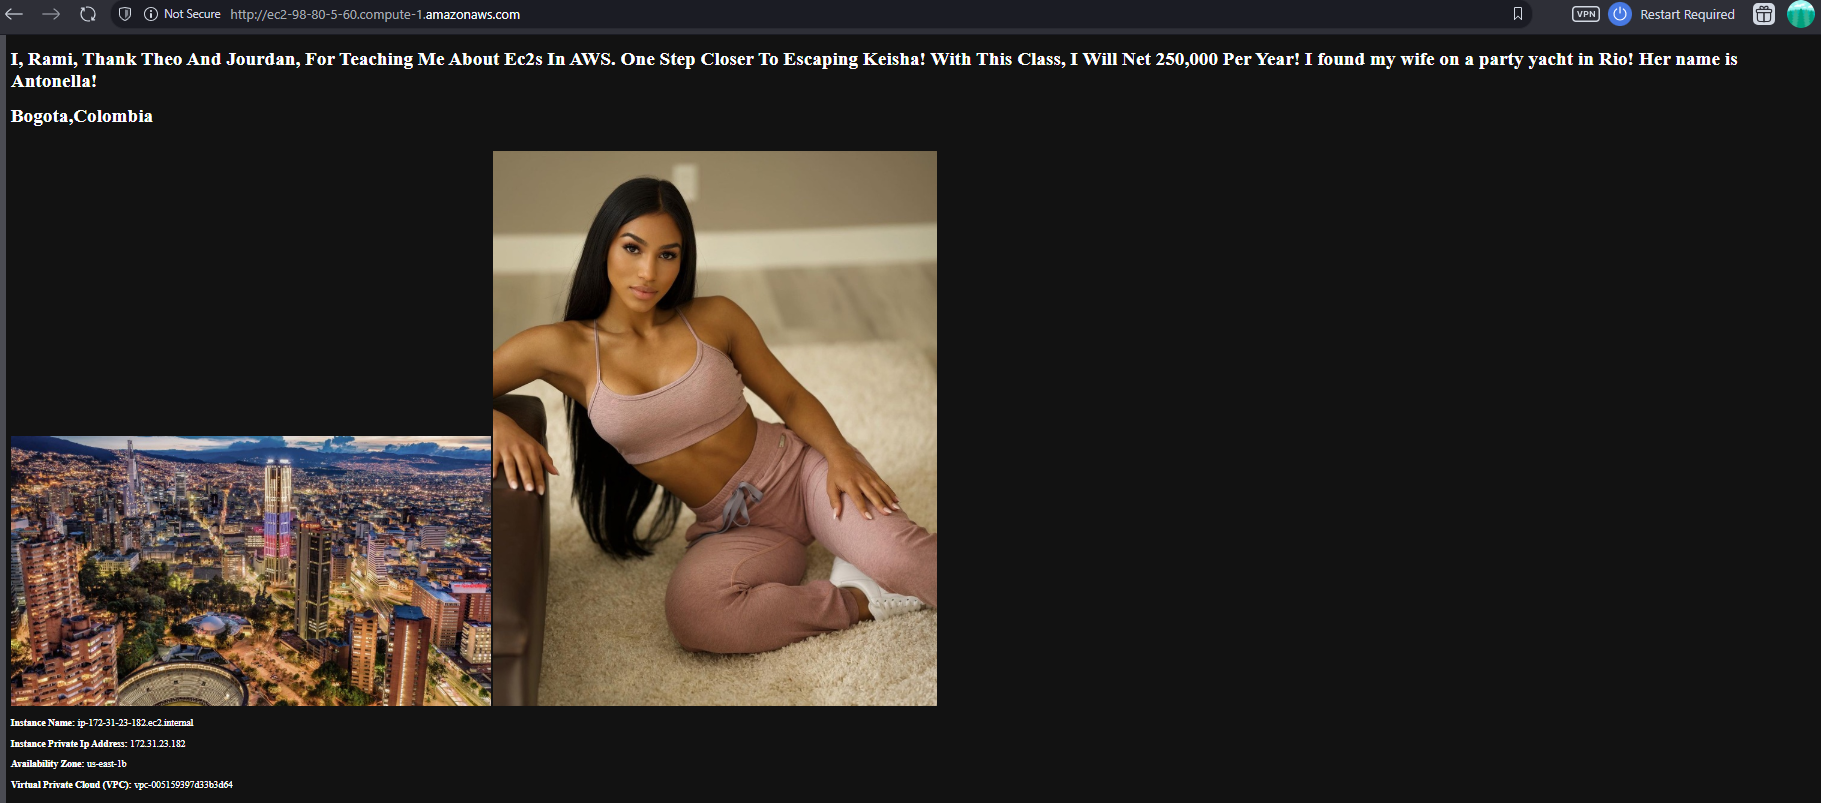 Not Secure http://ec2-98-80-5-60.compute-1.amazonaws.com VPN Restart Required
I, Rami, Thank Theo And Jourdan, For Teaching Me About Ec2s In AWS. One Step Closer To Escaping Keisha! With This Class, I Will Net 250,000 Per Year! I found my wife on a party yacht in Rio! Her name is
Antonella!
Bogota,Colombia
Instance Name: ip-172-31-23-182.ec2.internal
Instance Private Ip Address: 172.31.23.182
Availability Zone: us-east-1b
Virtual Private Cloud (VPC): vpc-005159397d33b3d64